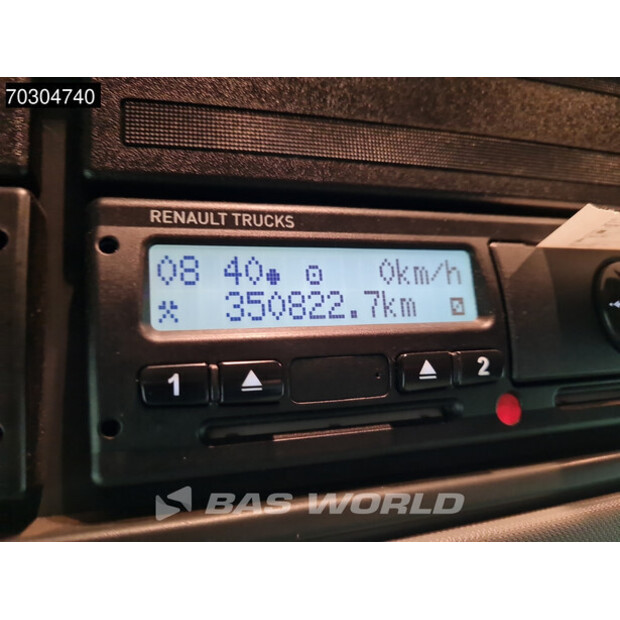 70304740
RENAULT TRUCKS
08 40 0km/h
350822.7km
1 2
BAS WORLD